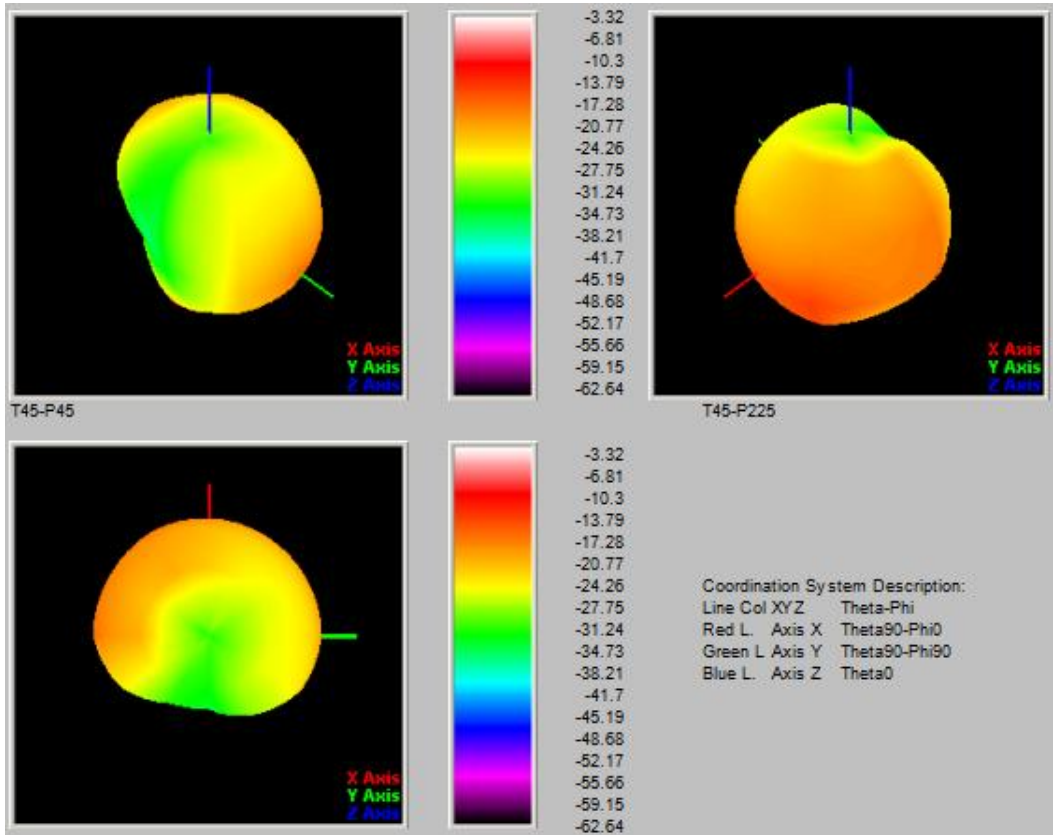 X Axis
Y Axis
Z Axis
T45-P45
-3.32
-6.81
-10.3
-13.79
-17.28
-20.77
-24.26
-27.75
-31.24
-34.73
-38.21
-41.7
-45.19
-48.68
-52.17
-55.66
-59.15
-62.64
X Axis
Y Axis
Z Axis
T45-P225
X Axis
Y Axis
Z Axis
-3.32
-6.81
-10.3
-13.79
-17.28
-20.77
-24.26
-27.75
-31.24
-34.73
-38.21
-41.7
-45.19
-48.68
-52.17
-55.66
-59.15
-62.64
Coordination System Description:
Line Col XYZ Theta-Phi
Red L. Axis X Theta90-Phi0
Green L Axis Y Theta90-Phi90
Blue L. Axis Z Theta0